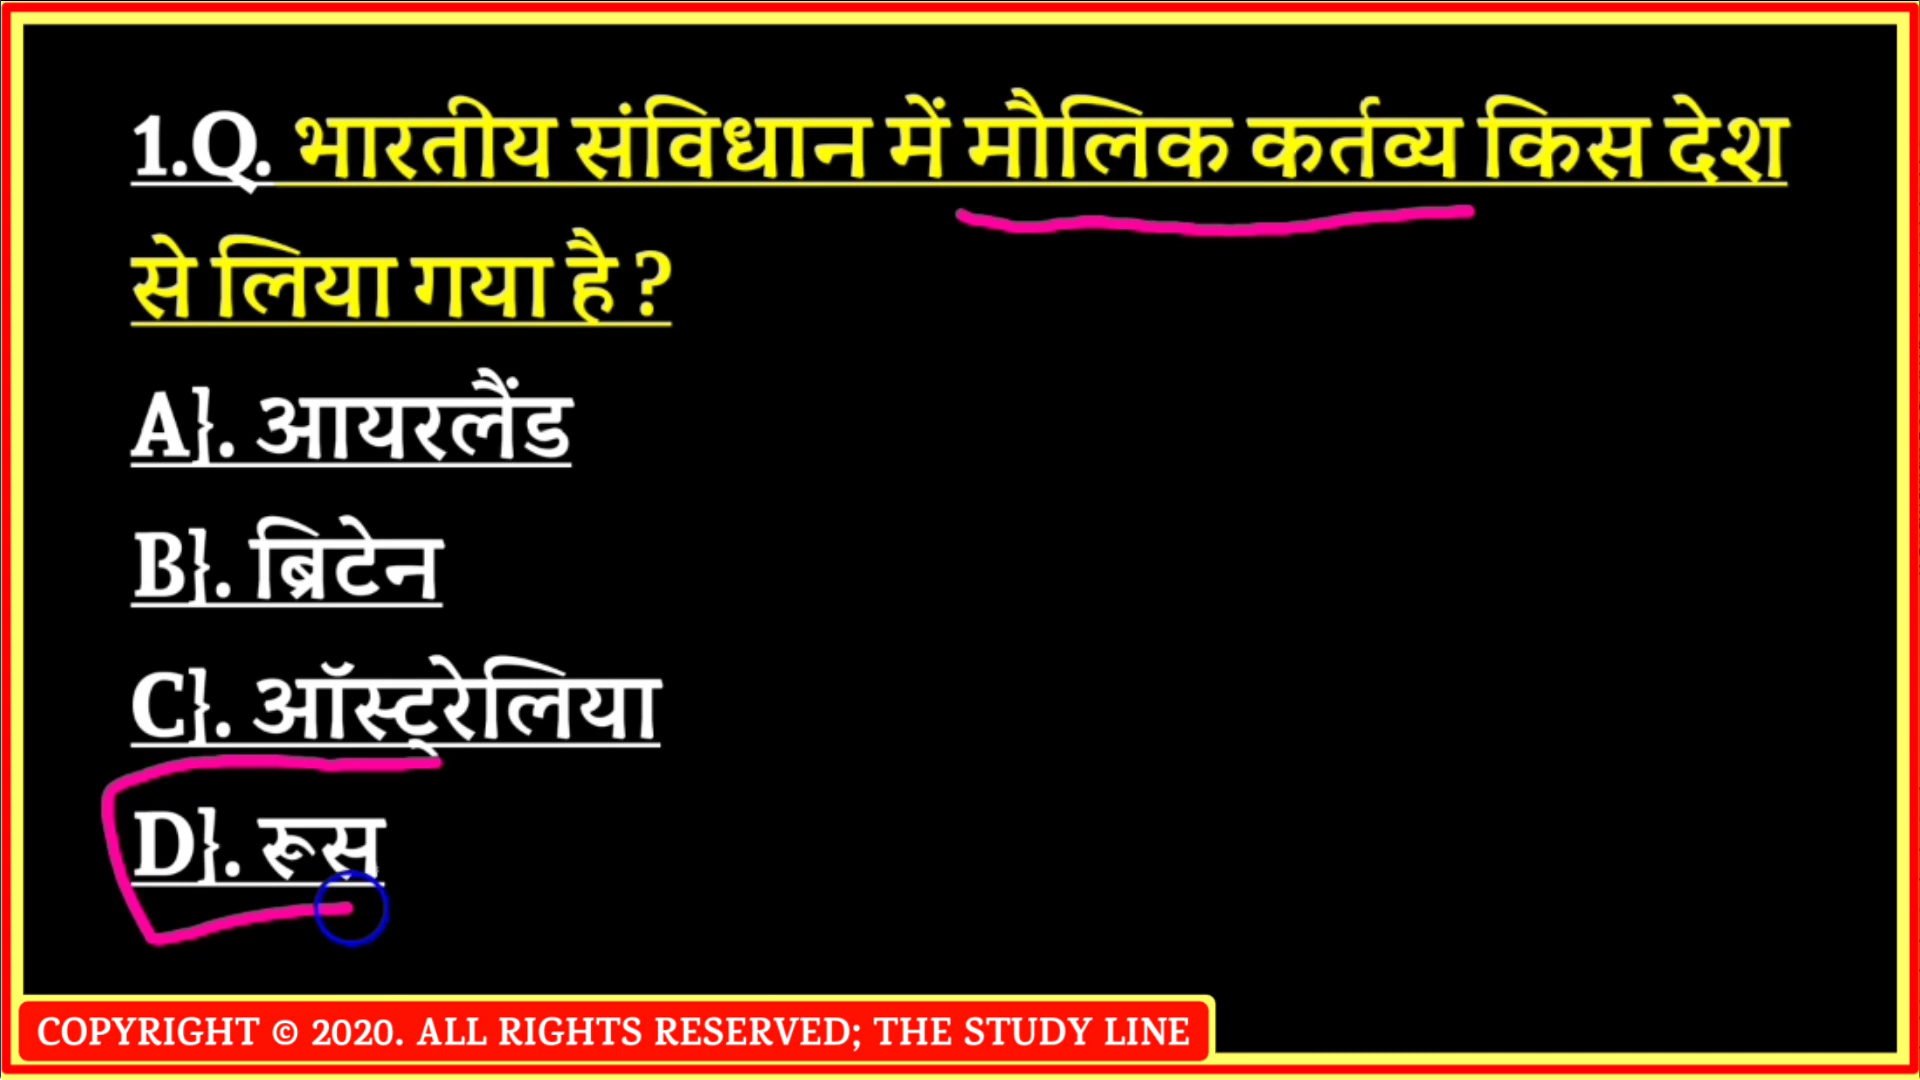 1.Q. भारतीय संविधान में मौलिक कर्तव्य किस देश
से लिया गया है ?
A}. आयरलैंड
B}. ब्रिटेन
C}. ऑस्ट्रेलिया
D}. रूस
COPYRIGHT © 2020. ALL RIGHTS RESERVED; THE STUDY LINE